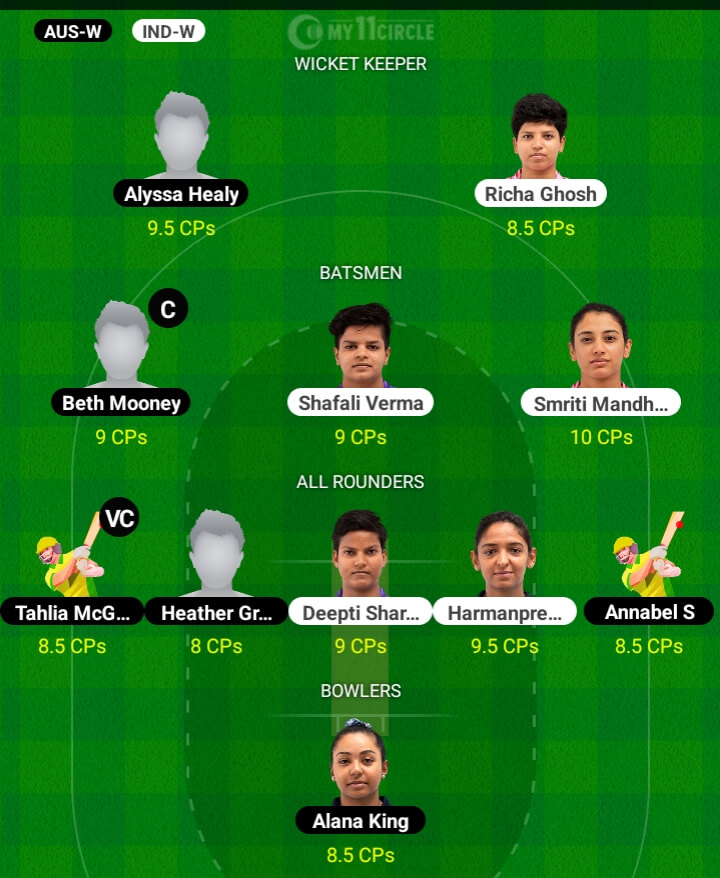 AUS-W IND-W MY11CIRCLE
WICKET KEEPER
Alyssa Healy Richa Ghosh
9.5 CPs 8.5 CPs
BATSMEN
C
Beth Mooney Shafali Verma Smriti Mandh...
9 CPs 9 CPs 10 CPs
ALL ROUNDERS
VC
Tahlia McG... Heather Gr... Deepti Shar... Harmanpre... Annabel S
8.5 CPs 8 CPs 9 CPs 9.5 CPs 8.5 CPs
BOWLERS
Alana King
8.5 CPs